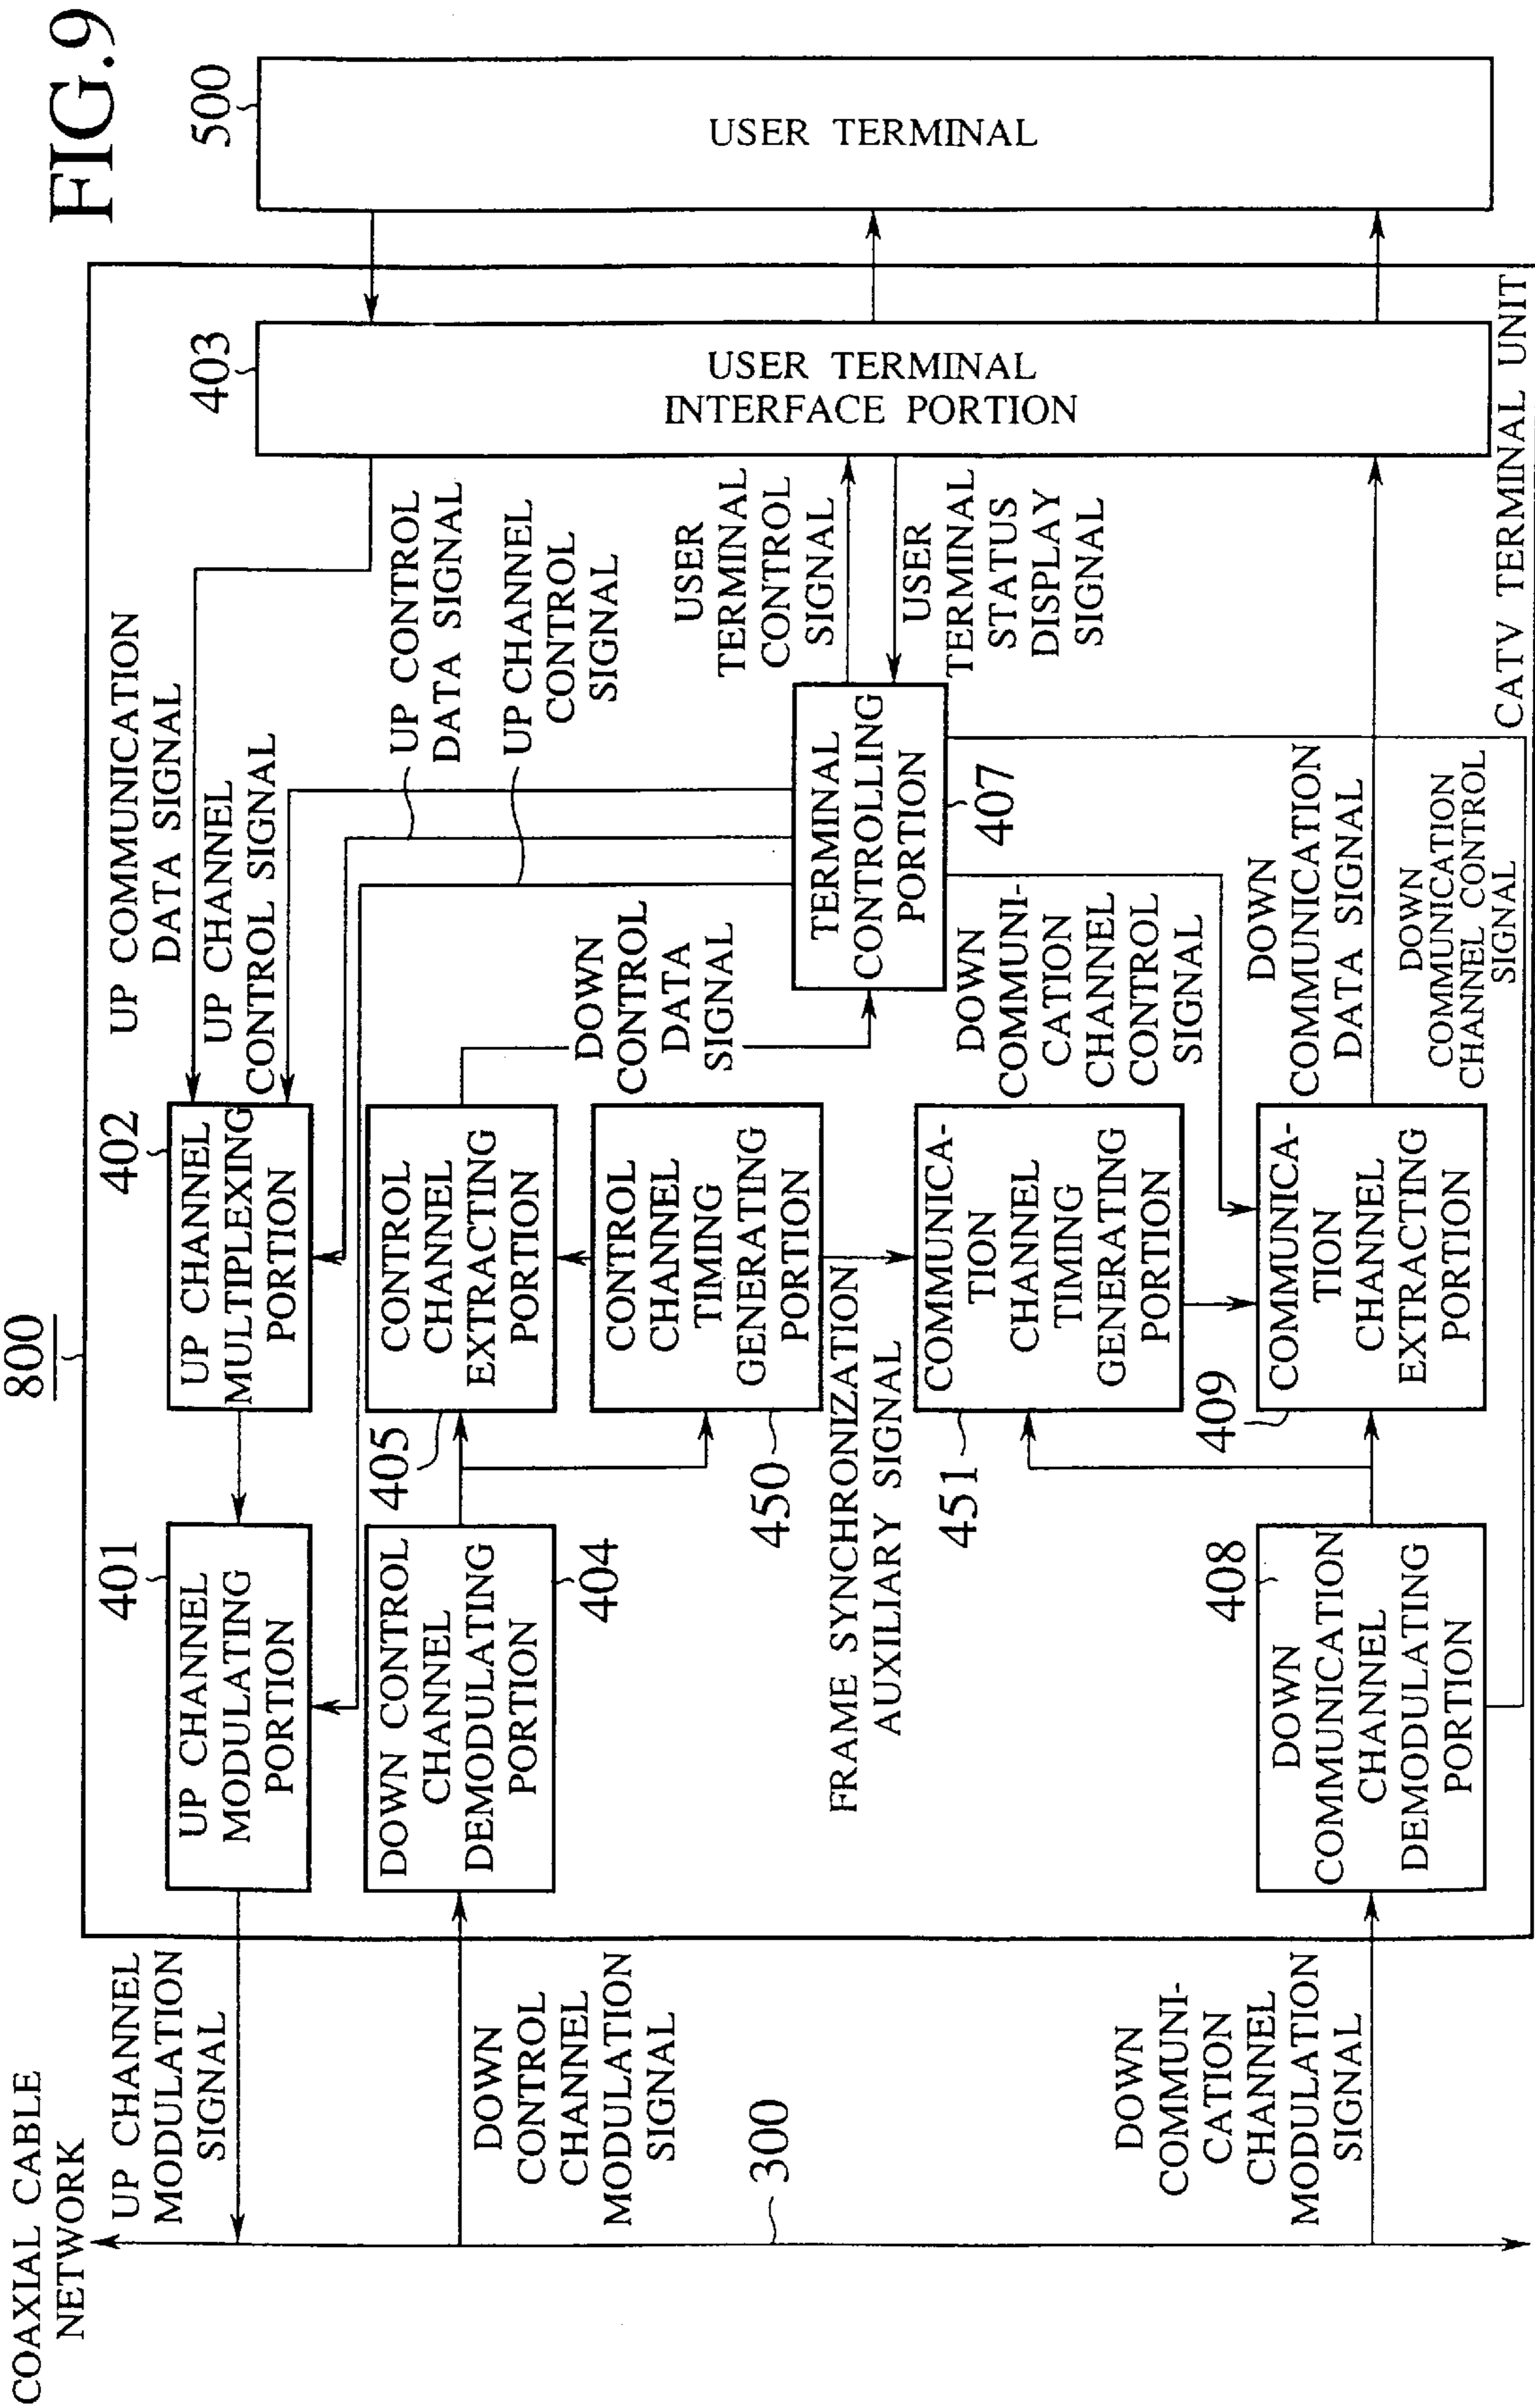 FIG.9
COAXIAL CABLE
NETWORK
800
UP CHANNEL
MODULATION
SIGNAL
401
UP CHANNEL
MODULATING
PORTION
402
UP CHANNEL
MULTIPLEXING
PORTION
UP COMMUNICATION
DATA SIGNAL
UP CHANNEL
CONTROL SIGNAL
403
USER TERMINAL
INTERFACE PORTION
500
USER TERMINAL
UP CONTROL
DATA SIGNAL
UP CHANNEL
CONTROL
SIGNAL
DOWN
CONTROL
CHANNEL
MODULATION
SIGNAL
DOWN CONTROL
CHANNEL
DEMODULATING
PORTION
404
405
CONTROL
CHANNEL
EXTRACTING
PORTION
DOWN
CONTROL
DATA
SIGNAL
CONTROL
CHANNEL
TIMING
GENERATING
PORTION
450
USER
TERMINAL
CONTROL
SIGNAL
USER
TERMINAL
STATUS
DISPLAY
SIGNAL
TERMINAL
CONTROLLING
PORTION
407
300
FRAME SYNCHRONIZATION
AUXILIARY SIGNAL
COMMUNICA-
TION
CHANNEL
TIMING
GENERATING
PORTION
451
DOWN
COMMUNI-
CATION
CHANNEL
CONTROL
SIGNAL
DOWN
COMMUNI-
CATION
CHANNEL
MODULATION
SIGNAL
408
DOWN
COMMUNICATION
CHANNEL
DEMODULATING
PORTION
409
COMMUNICA-
TION
CHANNEL
EXTRACTING
PORTION
DOWN
COMMUNICATION
DATA SIGNAL
DOWN
COMMUNICATION
CHANNEL CONTROL
SIGNAL
CATV TERMINAL UNIT